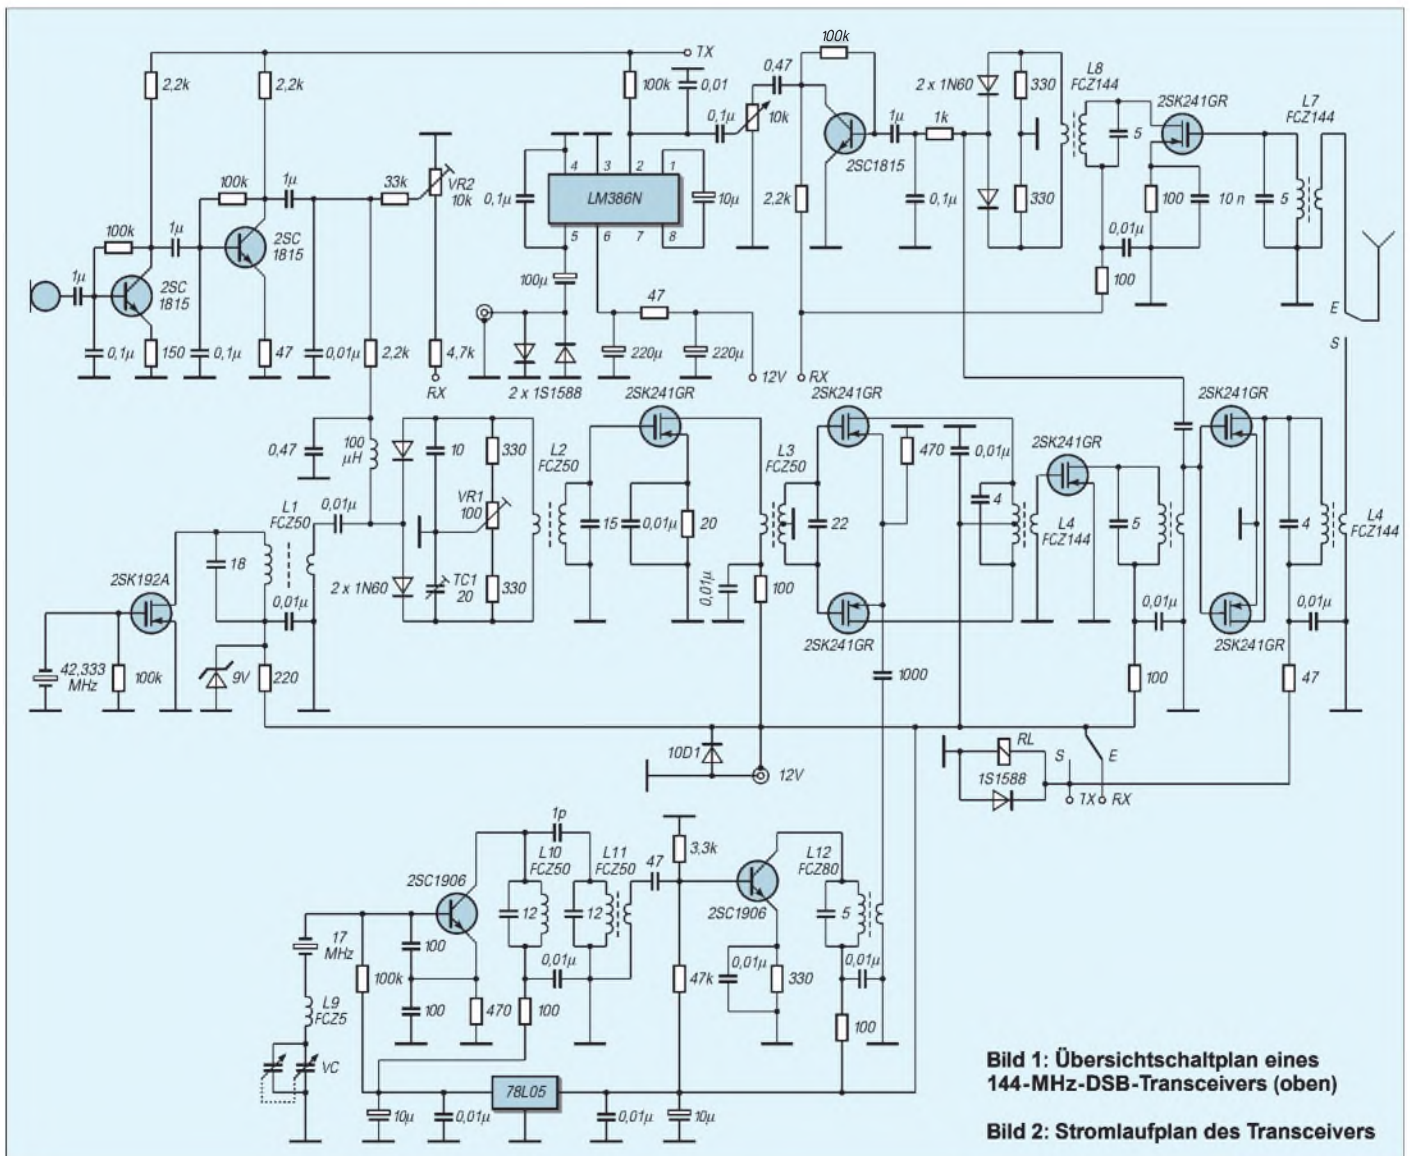 TX
2,2k
2,2k
100k
0,01
0,47
100k
2 x 1N60
330
L8
FCZ144
2SK241GR
L7
FCZ144
0,1µ
10k
2SC1815
1µ
1k
5
4
3
2
1
LM386N
5
6
7
8
0,1µ
10µ
100k
1µ
33k
VR2
10k
2,2k
0,1µ
330
100
10 n
5
100k
1µ
2SC
1815
0,01µ
100
1µ
2SC
1815
100µ
47
E
S
0,1µ
150
0,1µ
47
0,01µ
2,2k
4,7k
RX
2 x 1S1588
220µ
220µ
12V
RX
2SK241GR
2SK241GR
2SK241GR
0,47
100
µH
10
330
L2
FCZ50
L3
FCZ50
470
0,01µ
2SK241GR
L1
FCZ50
0,01µ
VR1
100
15
0,01µ
20
22
4
L4
FCZ144
5
4
L4
FCZ144
2SK192A
18
2 x 1N60
TC1
20
330
0,01µ
100
0,01µ
0,01µ
0,01µ
42,333
MHz
100k
9V
220
2SK241GR
2SK241GR
1000
100
47
10D1
12V
RL
1S1588
S
E
TX
RX
1p
L10
FCZ50
L11
FCZ50
47
3,3k
L12
FCZ80
2SC1906
2SC1906
12
12
5
17
MHz
100
100k
0,01µ
47k
0,01µ
330
0,01µ
L9
FCZ5
100
470
100
100
VC
78L05
10µ
0,01µ
0,01µ
10µ
Bild 1: Übersichtschaltplan eines
144-MHz-DSB-Transceivers (oben)
Bild 2: Stromlaufplan des Transceivers